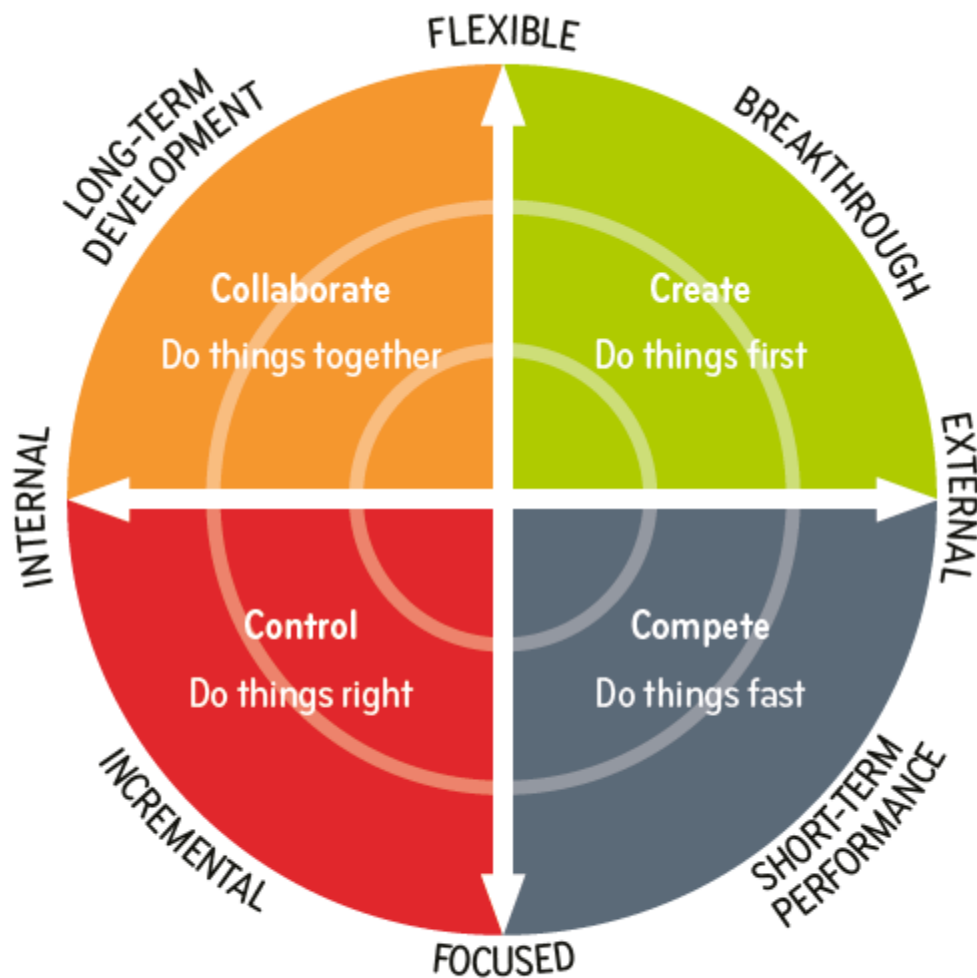 FLEXIBLE
LONG-TERM
DEVELOPMENT
BREAKTHROUGH
Collaborate
Do things together
Create
Do things first
INTERNAL
EXTERNAL
Control
Do things right
Compete
Do things fast
INCREMENTAL
SHORT-TERM
PERFORMANCE
FOCUSED